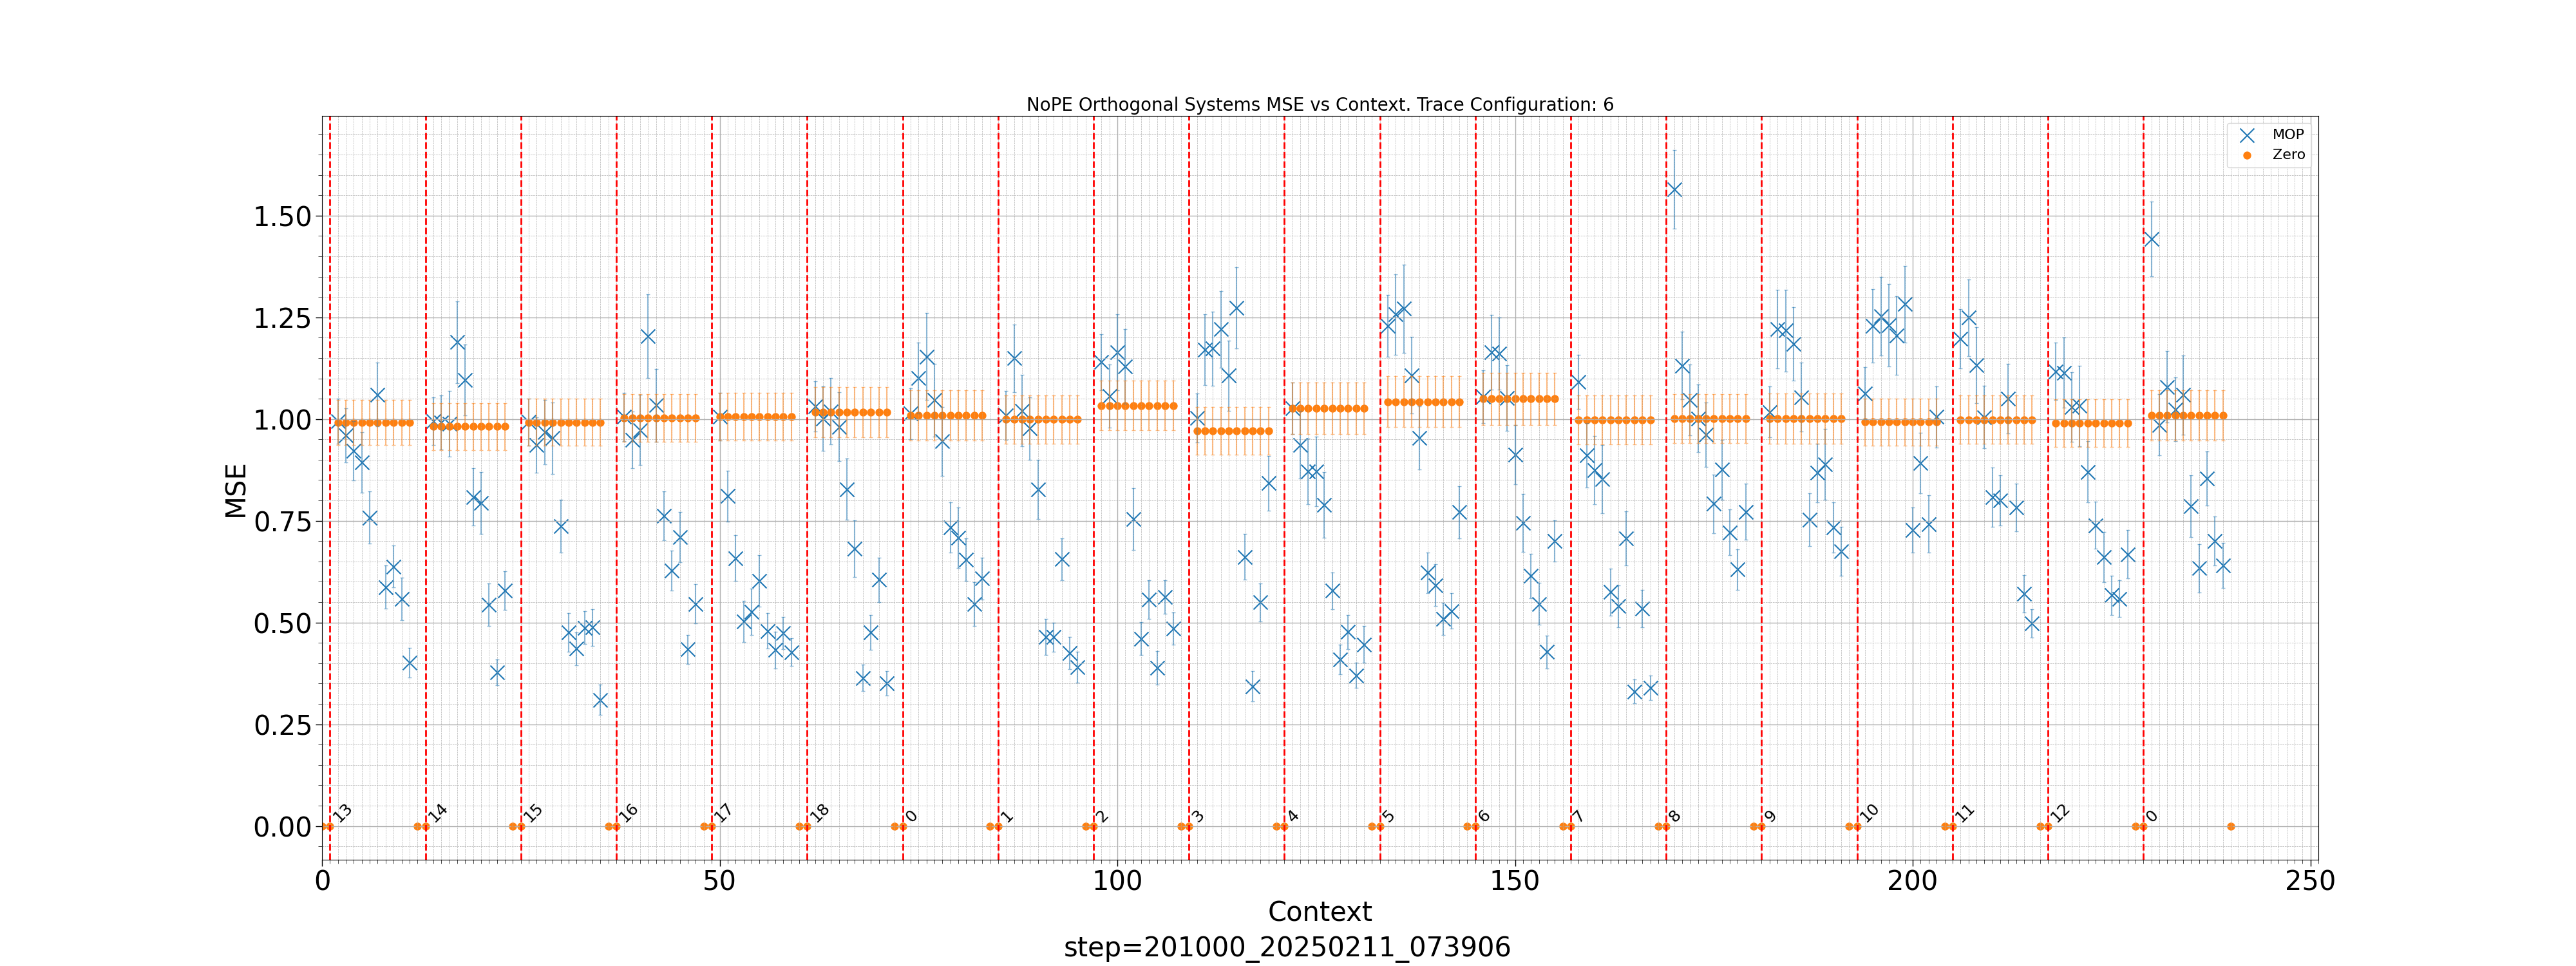 NoPE Orthogonal Systems MSE vs Context. Trace Configuration: 6
MOP
Zero
1.50
1.25
1.00
0.75
0.50
0.25
0.00
MSE
13 14 15 16 17 18 0 1 2 3 4 5 6 7 8 9 10 11 12 0
0 50 100 150 200 250
Context
step=201000_20250211_073906